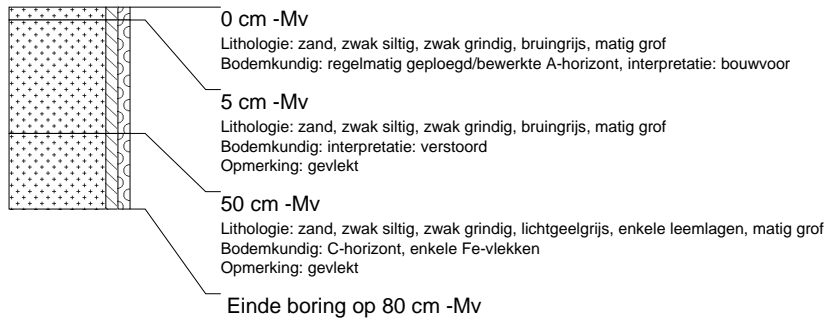 0 cm -Mv
Lithologie: zand, zwak siltig, zwak grindig, bruingrijs, matig grof
Bodemkundig: regelmatig geploegd/bewerkte A-horizont, interpretatie: bouwvoor
5 cm -Mv
Lithologie: zand, zwak siltig, zwak grindig, bruingrijs, matig grof
Bodemkundig: interpretatie: verstoord
Opmerking: gevlekt
50 cm -Mv
Lithologie: zand, zwak siltig, zwak grindig, lichtgeelgrijs, enkele leemlagen, matig grof
Bodemkundig: C-horizont, enkele Fe-vlekken
Opmerking: gevlekt
Einde boring op 80 cm -Mv